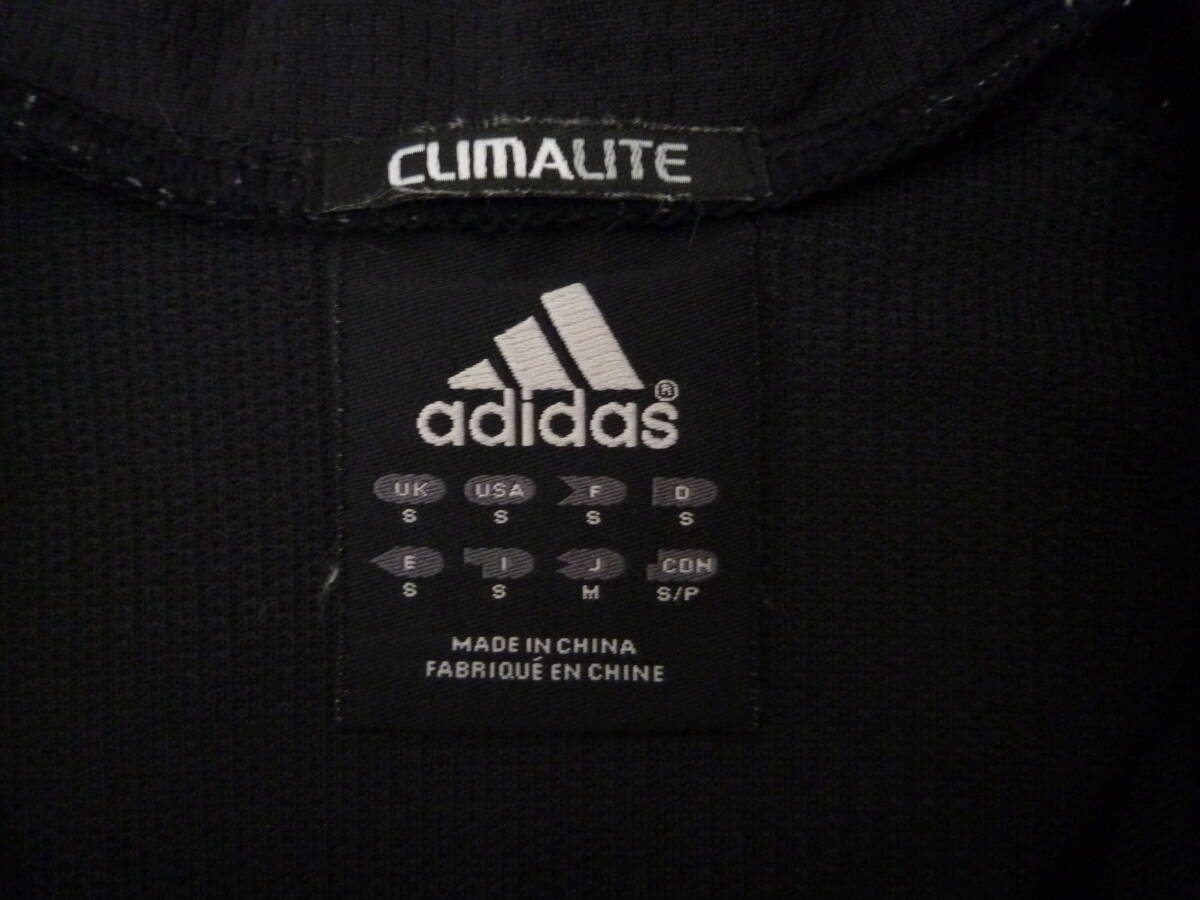 CLIMALITE
adidas®
UK USA F D
S S S S
E I J CDN
S S M S/P
MADE IN CHINA
FABRIQUÉ EN CHINE